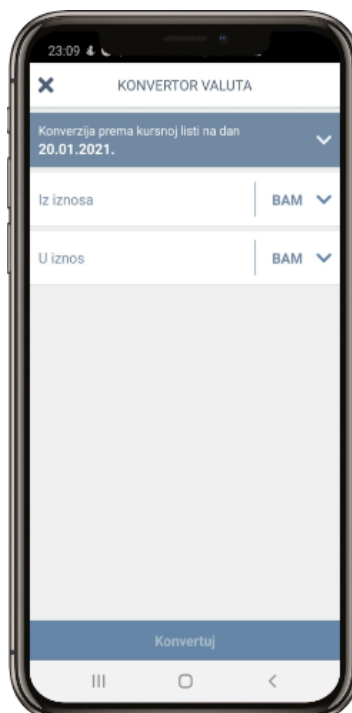 23:09
KONVERTOR VALUTA
Konverzija prema kursnoj listi na dan
20.01.2021.
Iz iznosa BAM
U iznos BAM
Konvertuj